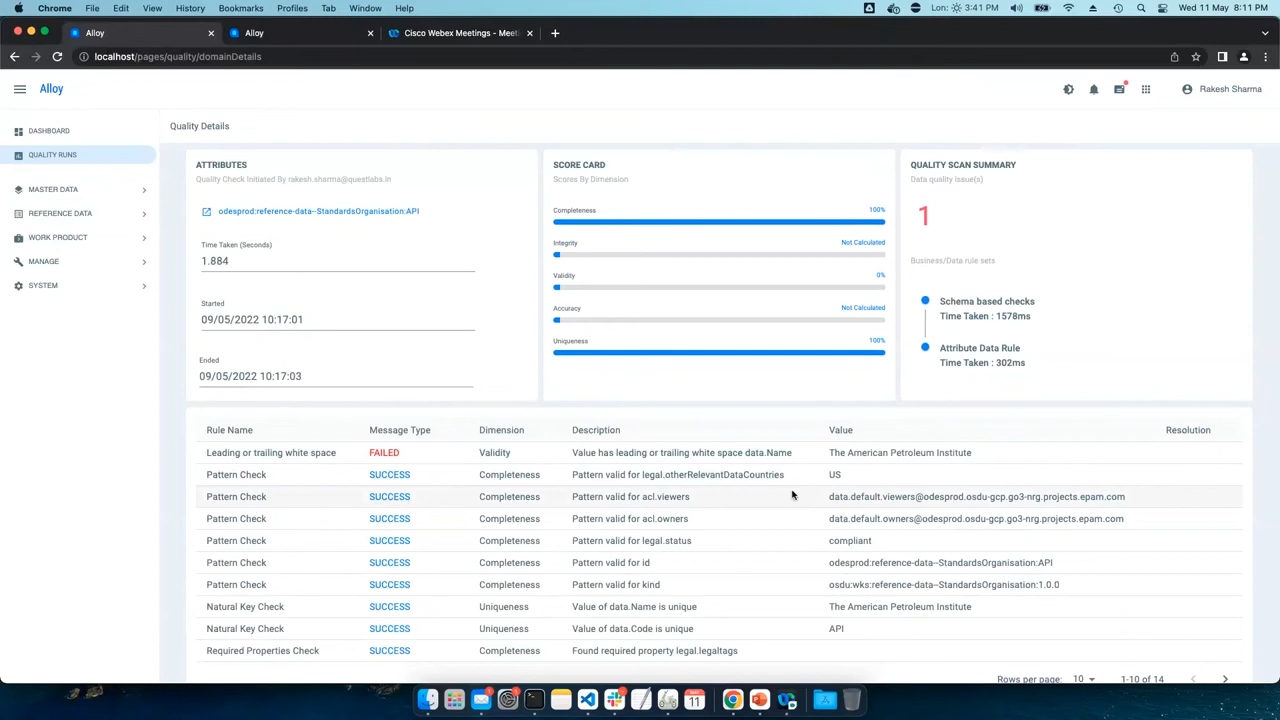 Chrome File Edit View History Bookmarks Profiles Tab Window Help Lon: 3:41 PM Wed 11 May 8:11 PM
Alloy Alloy Cisco Webex Meetings - Meeti
localhost/pages/quality/domainDetails
Alloy Rakesh Sharma
DASHBOARD
QUALITY RUNS
MASTER DATA
REFERENCE DATA
WORK PRODUCT
MANAGE
SYSTEM
Quality Details
ATTRIBUTES
Quality Check Initiated By rakesh.sharma@questlabs.in
odesprod:reference-data--StandardsOrganisation:API
Time Taken (Seconds)
1.884
Started
09/05/2022 10:17:01
Ended
09/05/2022 10:17:03
SCORE CARD
Scores By Dimension
Completeness 100%
Integrity Not Calculated
Validity 0%
Accuracy Not Calculated
Uniqueness 100%
QUALITY SCAN SUMMARY
Data quality issue(s)
1
Business/Data rule sets
Schema based checks
Time Taken : 1578ms
Attribute Data Rule
Time Taken : 302ms
Rule Name Message Type Dimension Description Value Resolution
Leading or trailing white space FAILED Validity Value has leading or trailing white space data.Name The American Petroleum Institute
Pattern Check SUCCESS Completeness Pattern valid for legal.otherRelevantDataCountries US
Pattern Check SUCCESS Completeness Pattern valid for acl.viewers data.default.viewers@odesprod.osdu-gcp.go3-nrg.projects.epam.com
Pattern Check SUCCESS Completeness Pattern valid for acl.owners data.default.owners@odesprod.osdu-gcp.go3-nrg.projects.epam.com
Pattern Check SUCCESS Completeness Pattern valid for legal.status compliant
Pattern Check SUCCESS Completeness Pattern valid for id odesprod:reference-data--StandardsOrganisation:API
Pattern Check SUCCESS Completeness Pattern valid for kind osdu:wks:reference-data--StandardsOrganisation:1.0.0
Natural Key Check SUCCESS Uniqueness Value of data.Name is unique The American Petroleum Institute
Natural Key Check SUCCESS Uniqueness Value of data.Code is unique API
Required Properties Check SUCCESS Completeness Found required property legal.legaltags
Rows per page: 10 1-10 of 14